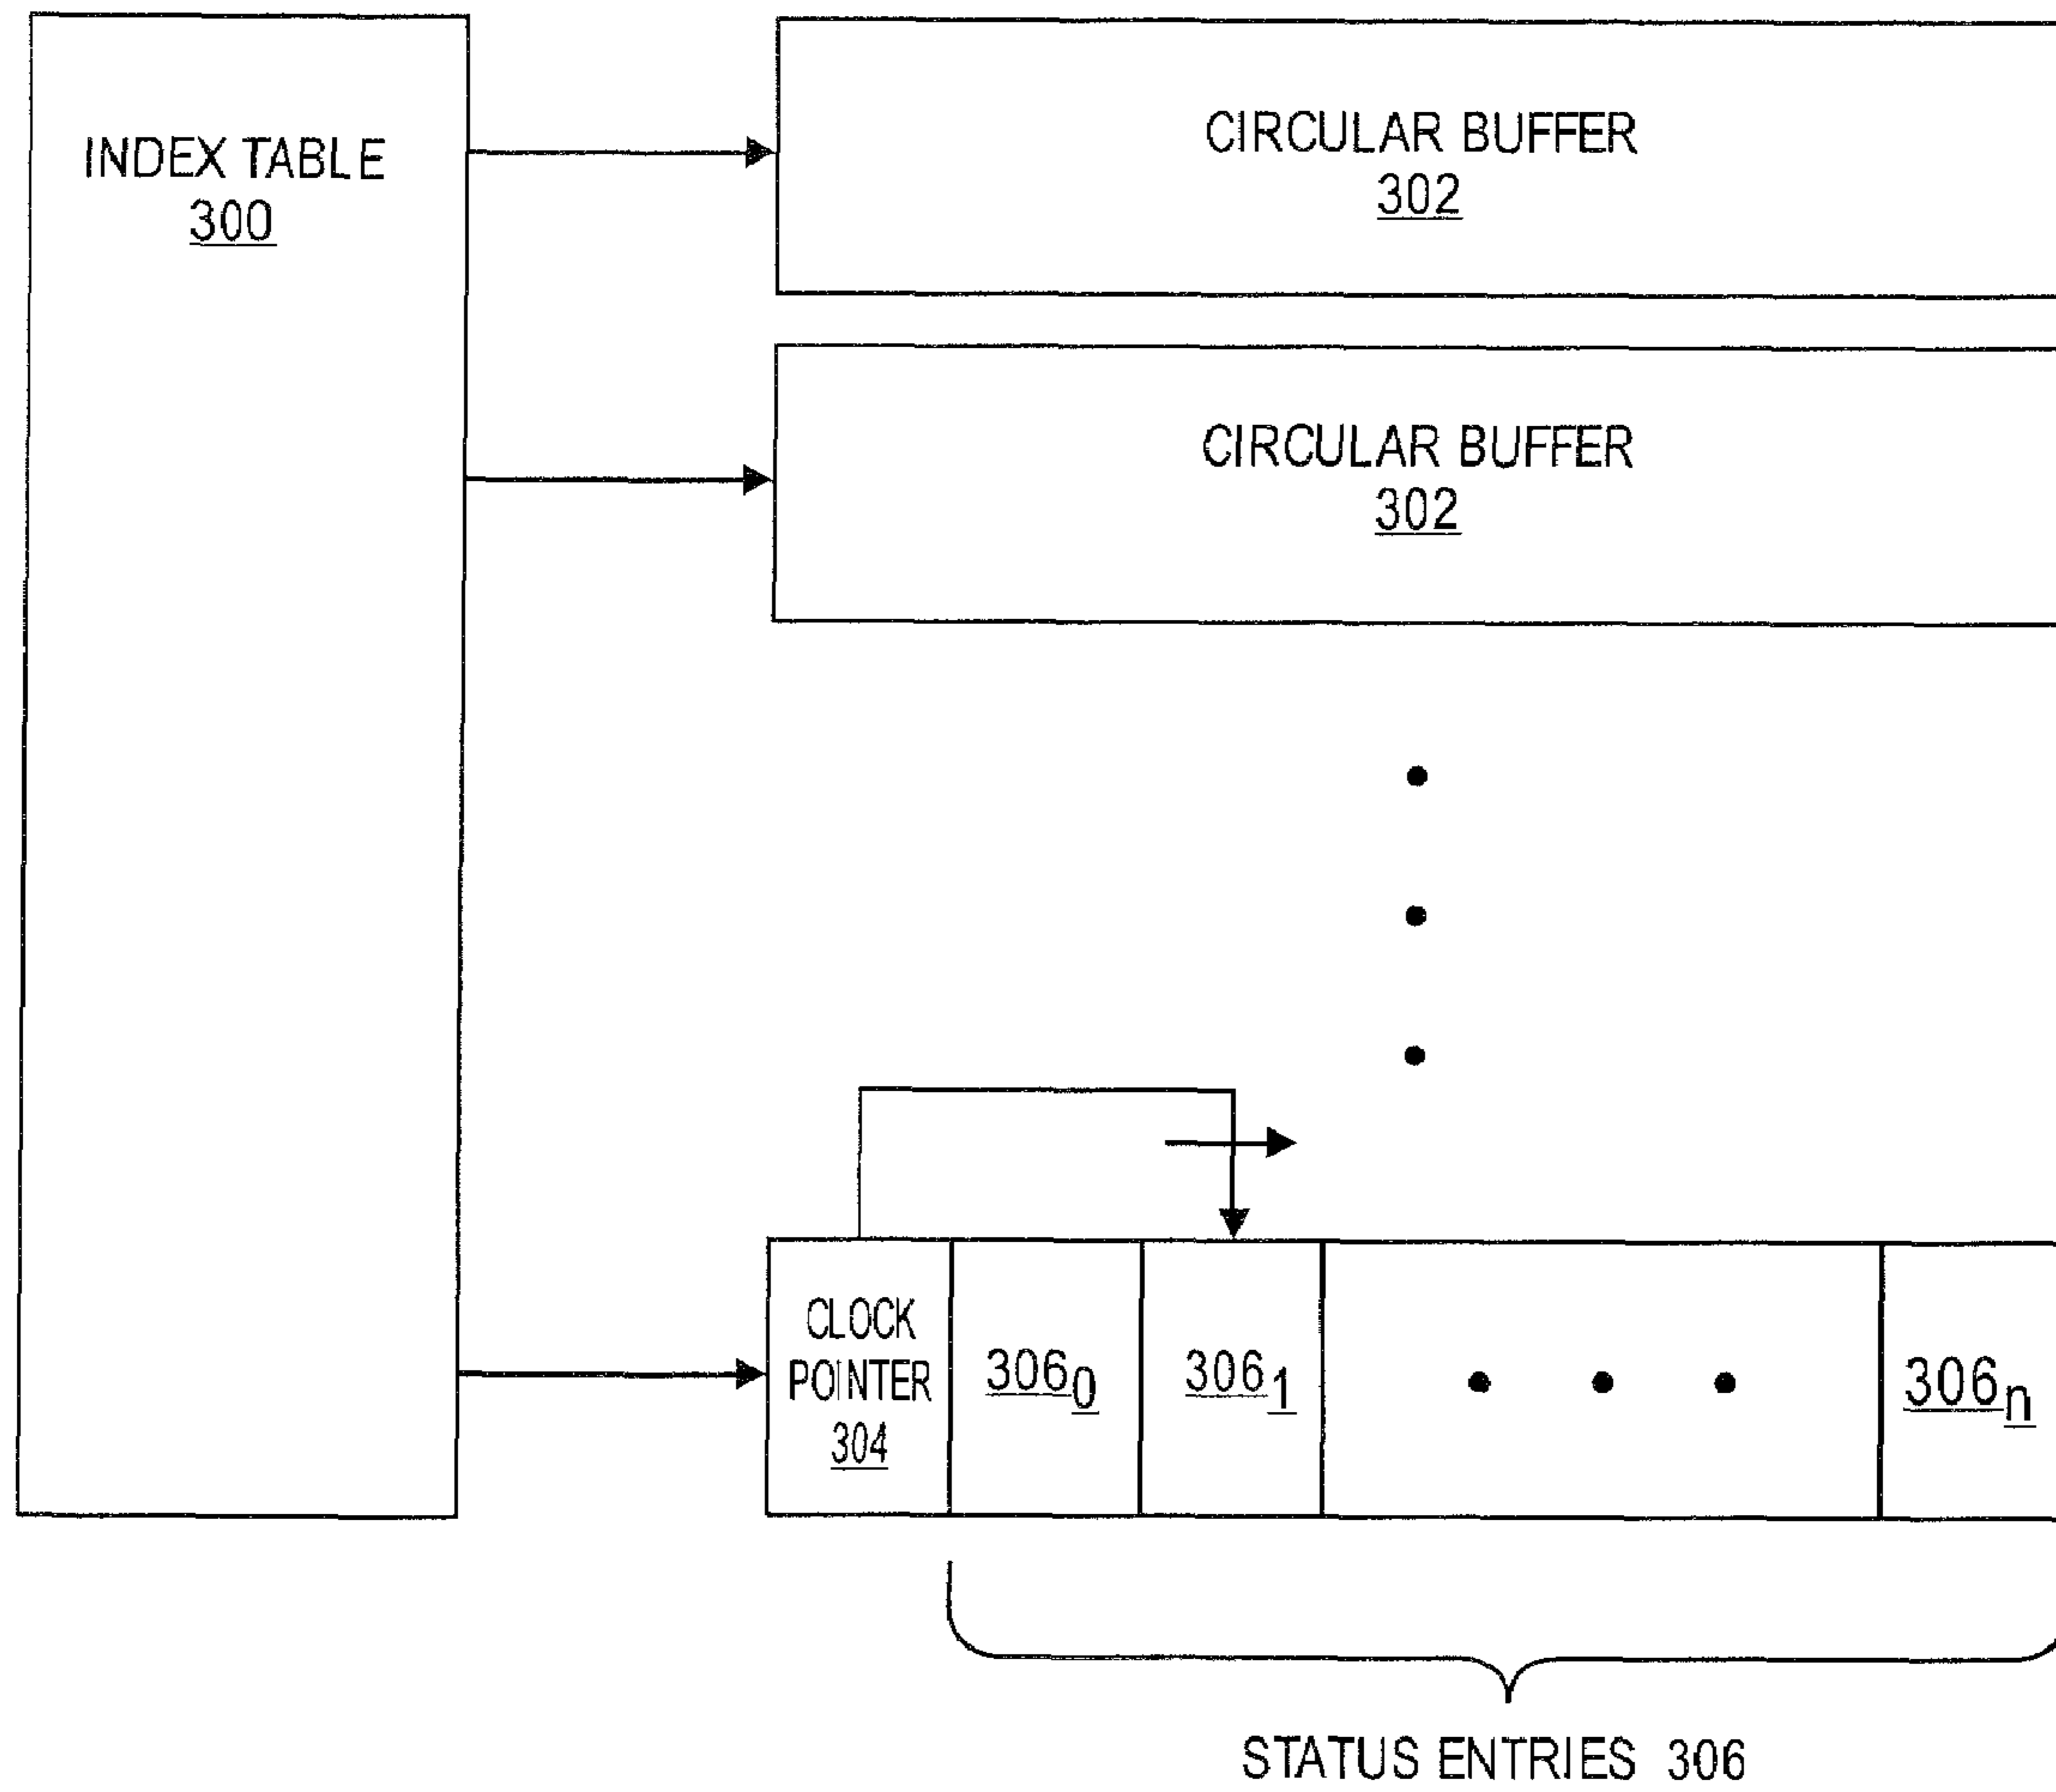 INDEX TABLE
300
CIRCULAR BUFFER
302
CIRCULAR BUFFER
302
CLOCK
POINTER
304
306₀
306₁
306ₙ
STATUS ENTRIES 306